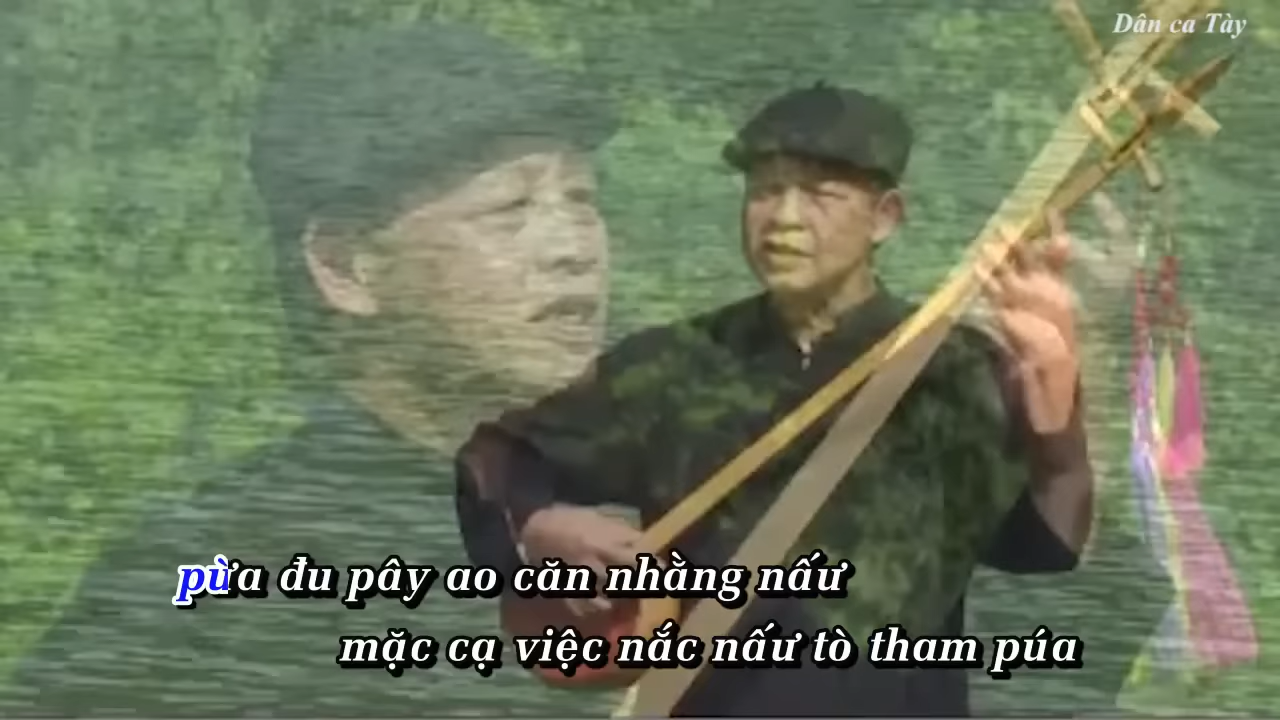 Dân ca Tày
pừa đu pây ao căn nhằng nấư
mặc cạ việc nắc nấư tò tham púa